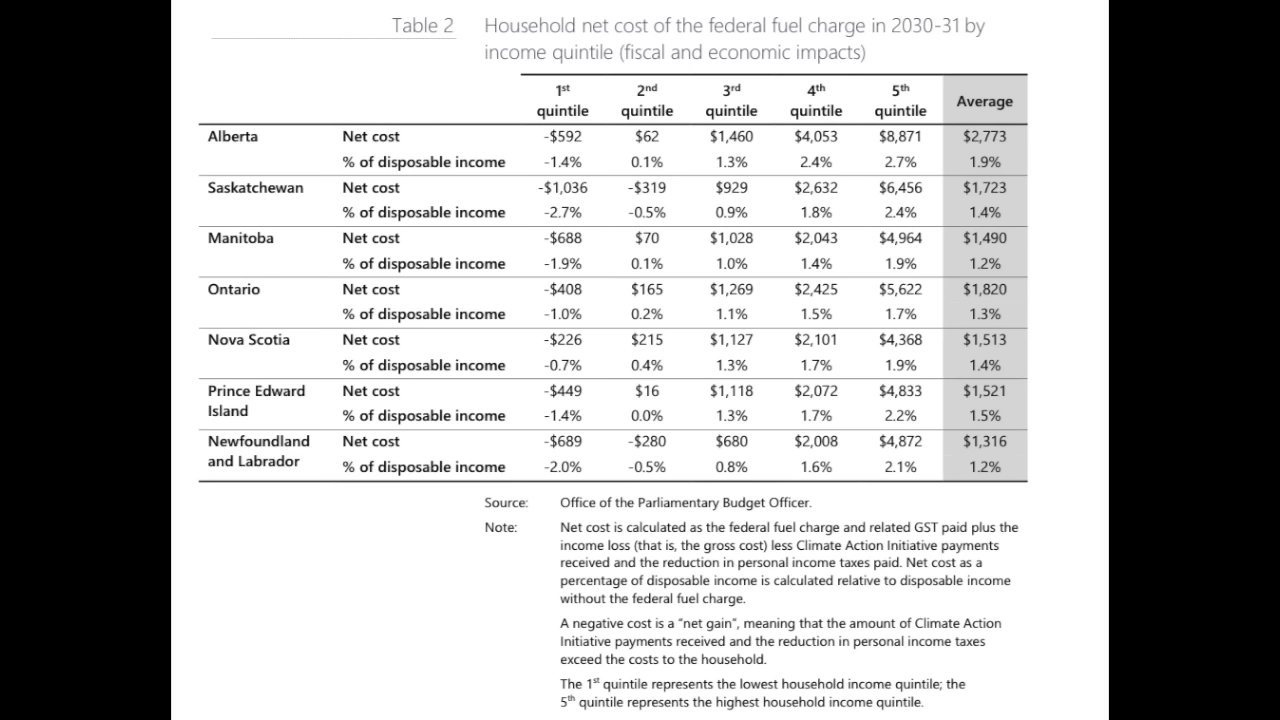 Table 2 Household net cost of the federal fuel charge in 2030-31 by
income quintile (fiscal and economic impacts)
1st quintile 2nd quintile 3rd quintile 4th quintile 5th quintile Average
Alberta Net cost -$592 $62 $1,460 $4,053 $8,871 $2,773
% of disposable income -1.4% 0.1% 1.3% 2.4% 2.7% 1.9%
Saskatchewan Net cost -$1,036 -$319 $929 $2,632 $6,456 $1,723
% of disposable income -2.7% -0.5% 0.9% 1.8% 2.4% 1.4%
Manitoba Net cost -$688 $70 $1,028 $2,043 $4,964 $1,490
% of disposable income -1.9% 0.1% 1.0% 1.4% 1.9% 1.2%
Ontario Net cost -$408 $165 $1,269 $2,425 $5,622 $1,820
% of disposable income -1.0% 0.2% 1.1% 1.5% 1.7% 1.3%
Nova Scotia Net cost -$226 $215 $1,127 $2,101 $4,368 $1,513
% of disposable income -0.7% 0.4% 1.3% 1.7% 1.9% 1.4%
Prince Edward Island Net cost -$449 $16 $1,118 $2,072 $4,833 $1,521
% of disposable income -1.4% 0.0% 1.3% 1.7% 2.2% 1.5%
Newfoundland and Labrador Net cost -$689 -$280 $680 $2,008 $4,872 $1,316
% of disposable income -2.0% -0.5% 0.8% 1.6% 2.1% 1.2%
Source: Office of the Parliamentary Budget Officer.
Note: Net cost is calculated as the federal fuel charge and related GST paid plus the
income loss (that is, the gross cost) less Climate Action Initiative payments
received and the reduction in personal income taxes paid. Net cost as a
percentage of disposable income is calculated relative to disposable income
without the federal fuel charge.
A negative cost is a "net gain", meaning that the amount of Climate Action
Initiative payments received and the reduction in personal income taxes
exceed the costs to the household.
The 1st quintile represents the lowest household income quintile; the
5th quintile represents the highest household income quintile.